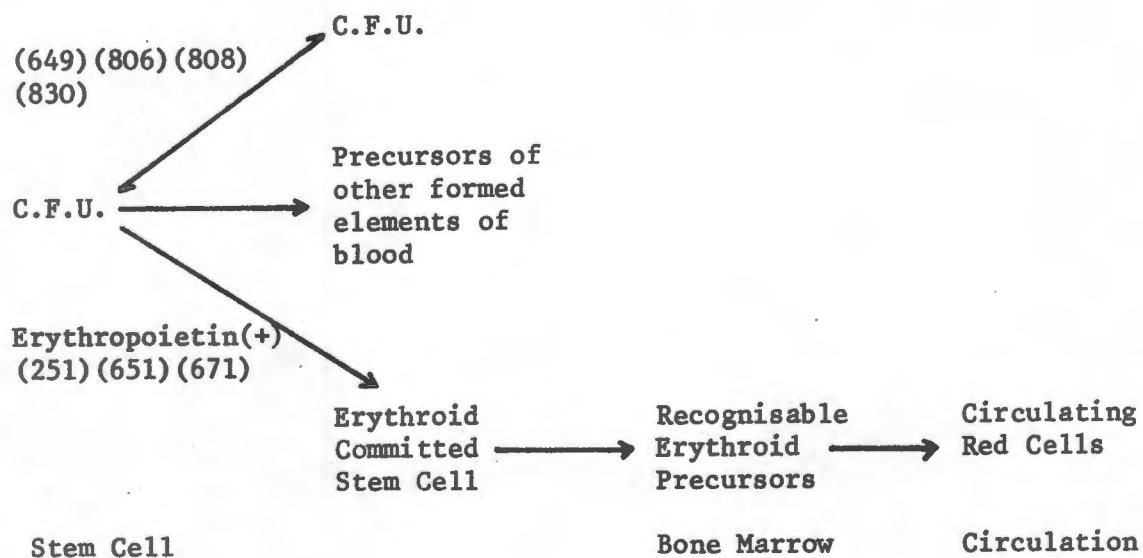 C.F.U.
(649)(806)(808)
(830)
Precursors of
other formed
elements of
blood
C.F.U.
Erythropoietin(+)
(251)(651)(671)
Erythroid
Committed
Stem Cell
Recognisable
Erythroid
Precursors
Circulating
Red Cells
Stem Cell
Bone Marrow
Circulation